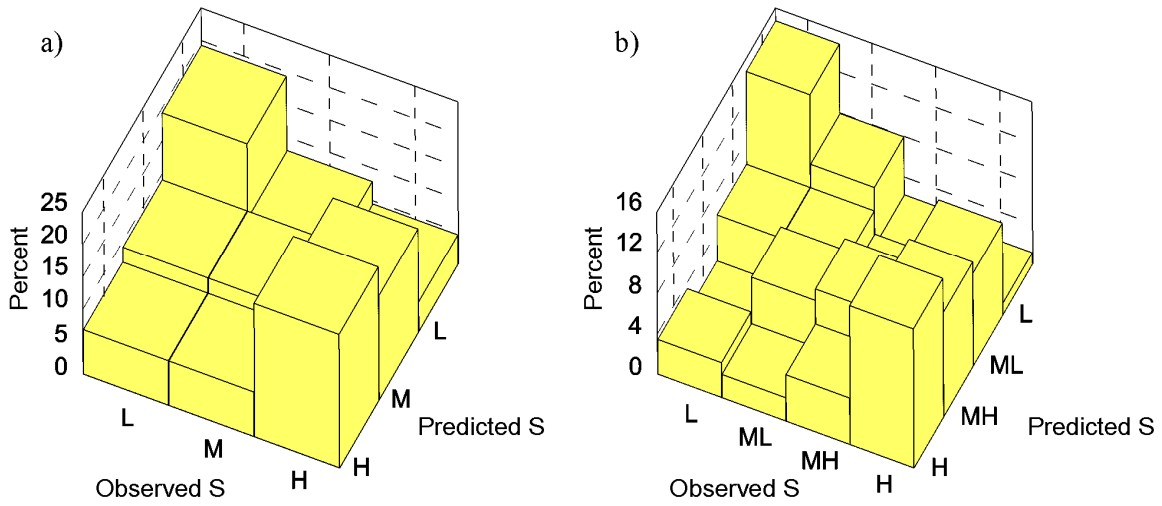 a)
25
20
15
10
5
0
Percent
L
M
H
Observed S
H
M
L
Predicted S
b)
16
12
8
4
0
Percent
L
ML
MH
H
Observed S
H
MH
ML
L
Predicted S